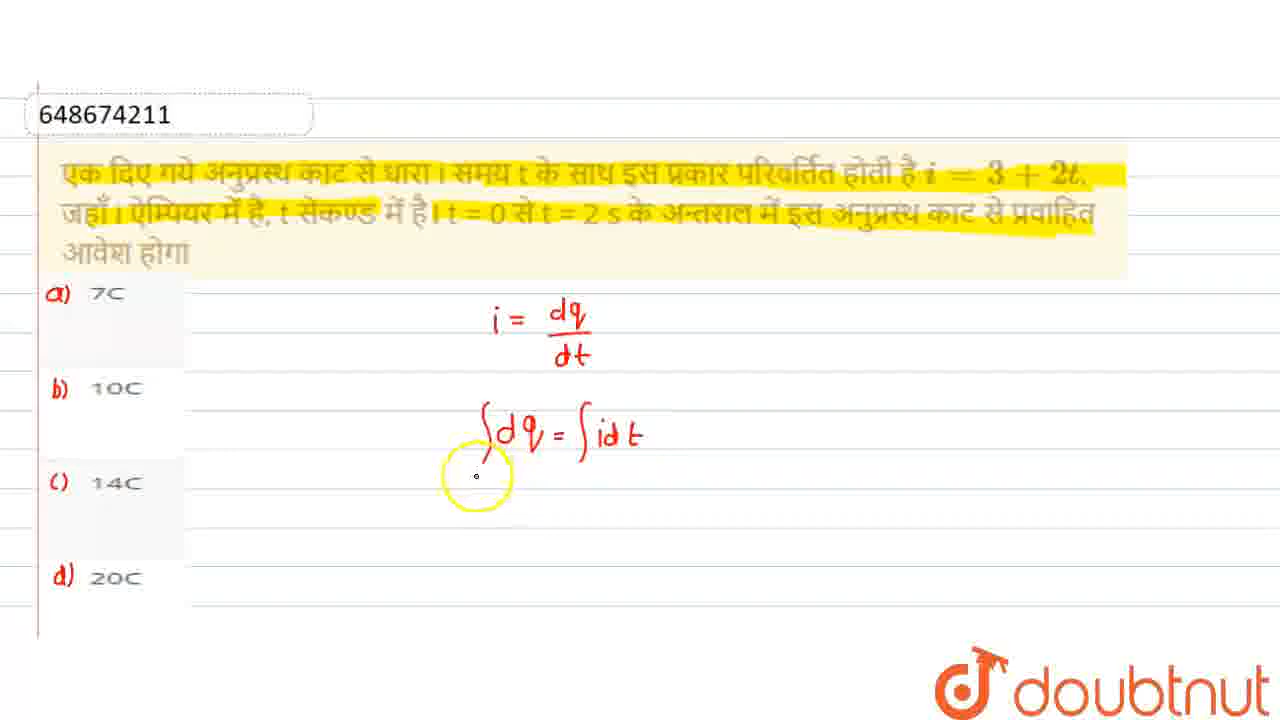 648674211
एक दिए गये अनुप्रस्थ काट से धारा I समय t के साथ इस प्रकार परिवर्तित होती है i = 3 + 2t,
जहाँ i ऐम्पियर में है, t सेकण्ड में है। t = 0 से t = 2 s के अन्तराल में इस अनुप्रस्थ काट से प्रवाहित
आवेश होगा
a) 7C
i = dq/dt
b) 10C
∫dq = ∫idt
c) 14C
d) 20C
doubtnut